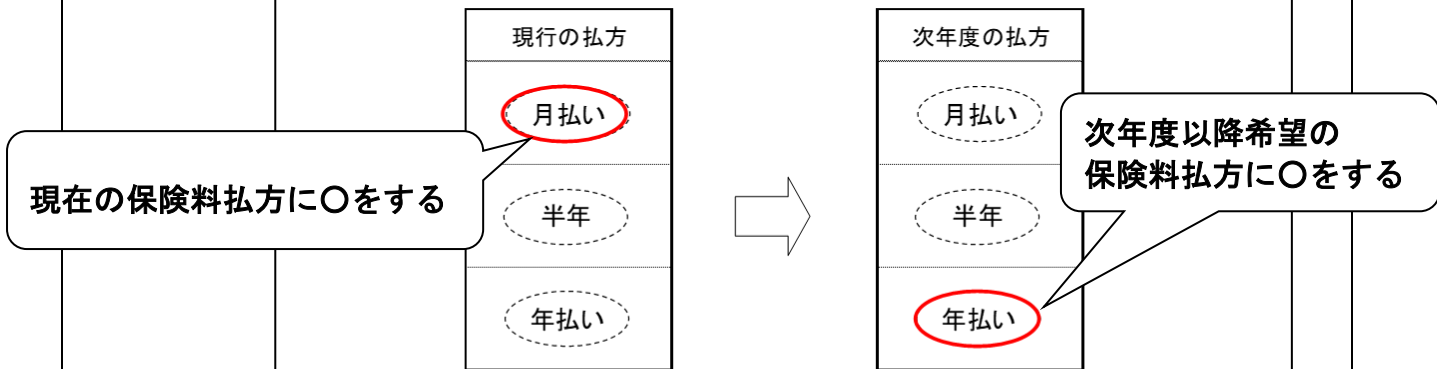 現行の払方
次年度の払方
月払い
月払い
現在の保険料払方に〇をする
次年度以降希望の
保険料払方に〇をする
半年
半年
年払い
年払い